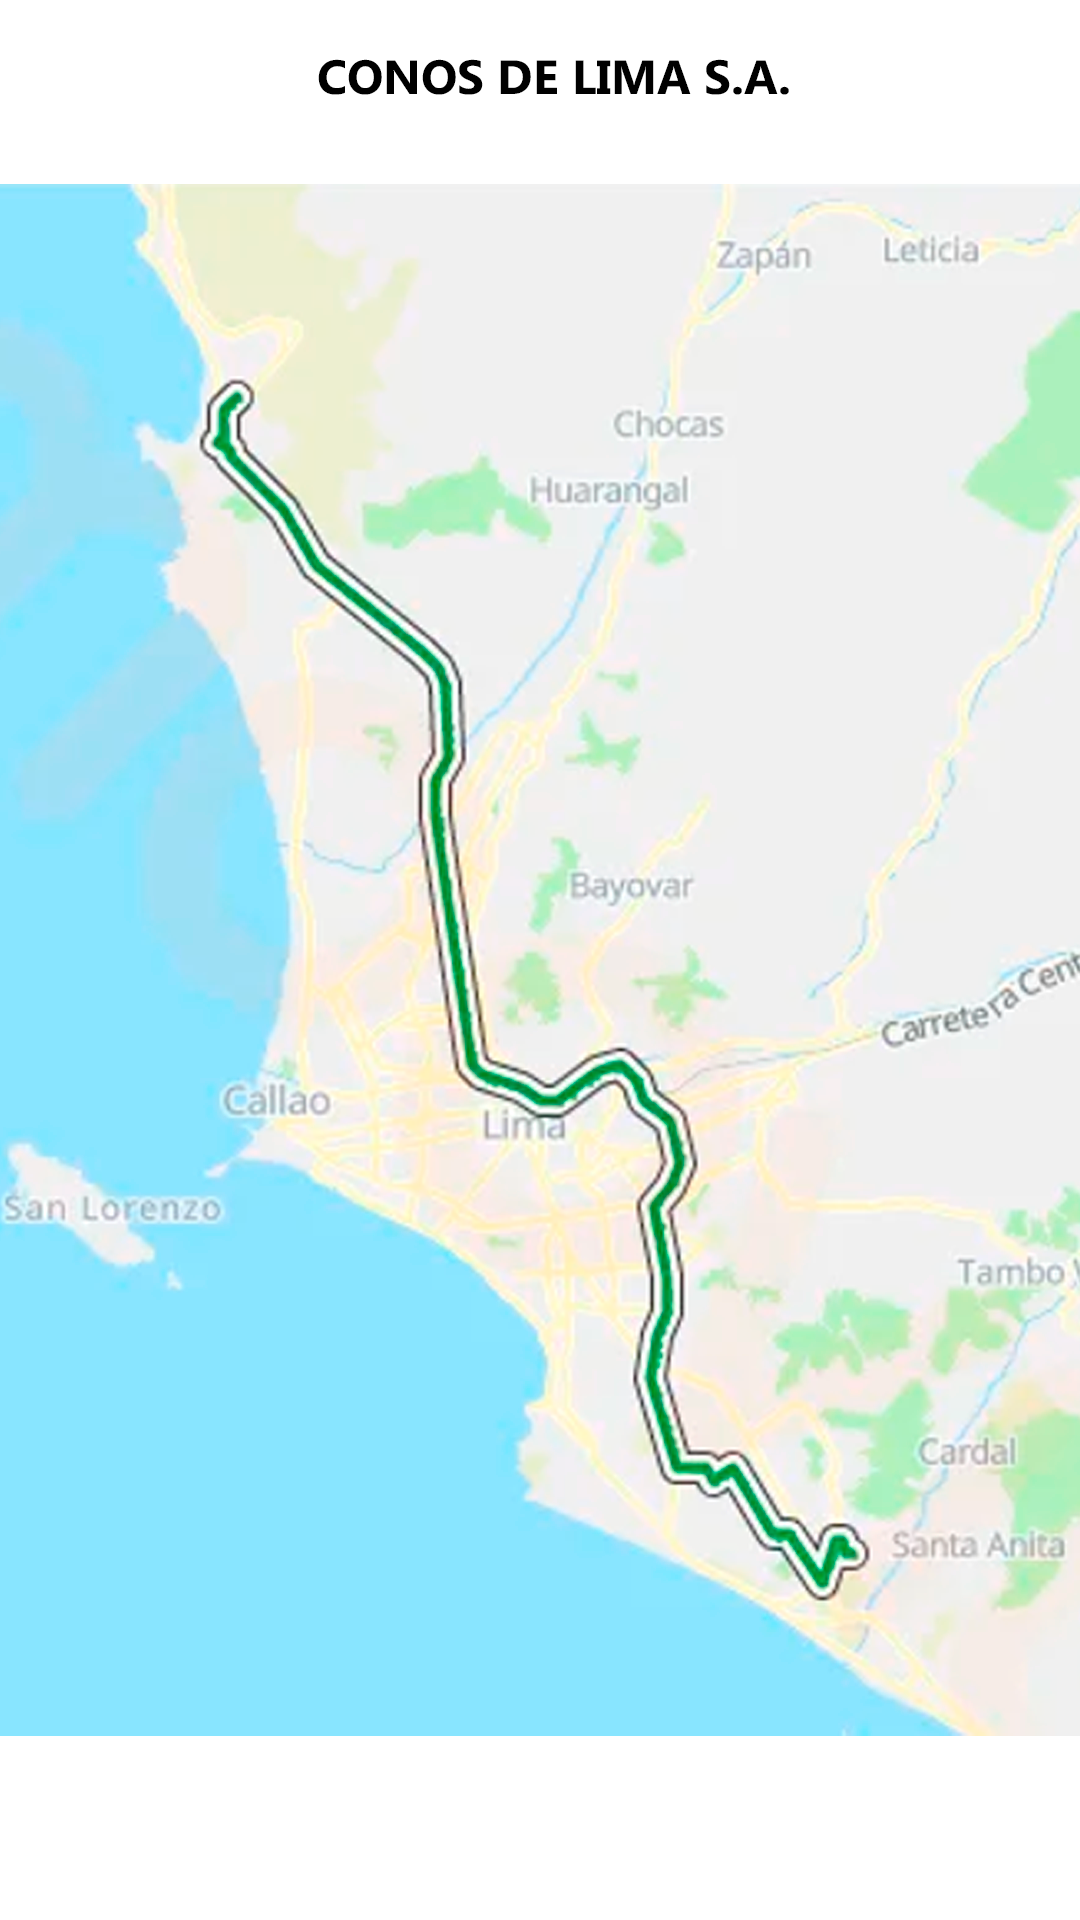 CONOS DE LIMA S.A.
Zapán
Leticia
Chocas
Huarangal
Bayovar
Carretera Cent
Callao
Lima
San Lorenzo
Tambo V
Cardal
Santa Anita